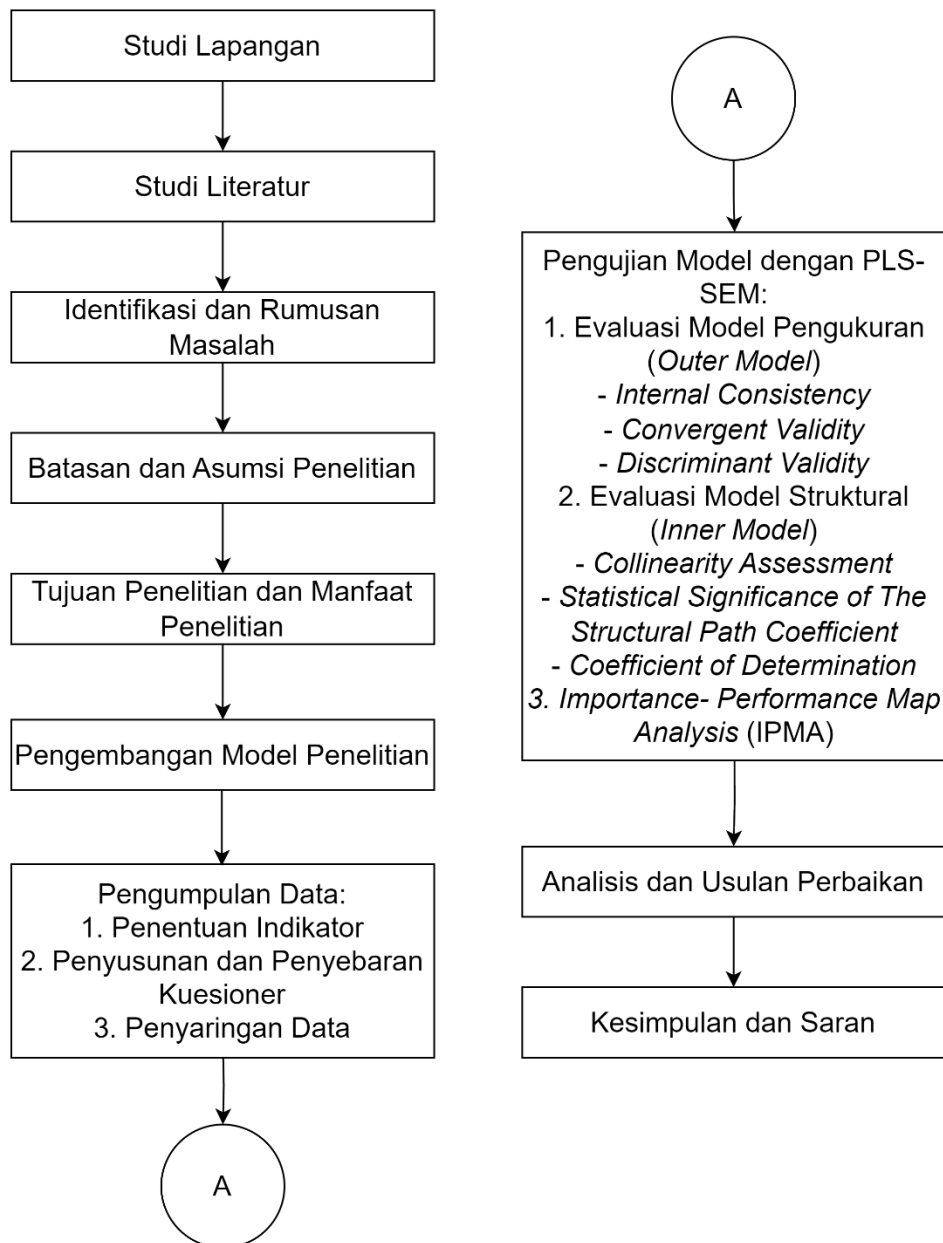 Studi Lapangan
Studi Literatur
Identifikasi dan Rumusan
Masalah
Batasan dan Asumsi Penelitian
Tujuan Penelitian dan Manfaat
Penelitian
Pengembangan Model Penelitian
Pengumpulan Data:
1. Penentuan Indikator
2. Penyusunan dan Penyebaran
Kuesioner
3. Penyaringan Data
A
A
Pengujian Model dengan PLS-
SEM:
1. Evaluasi Model Pengukuran
(Outer Model)
- Internal Consistency
- Convergent Validity
- Discriminant Validity
2. Evaluasi Model Struktural
(Inner Model)
- Collinearity Assessment
- Statistical Significance of The
Structural Path Coefficient
- Coefficient of Determination
3. Importance- Performance Map
Analysis (IPMA)
Analisis dan Usulan Perbaikan
Kesimpulan dan Saran